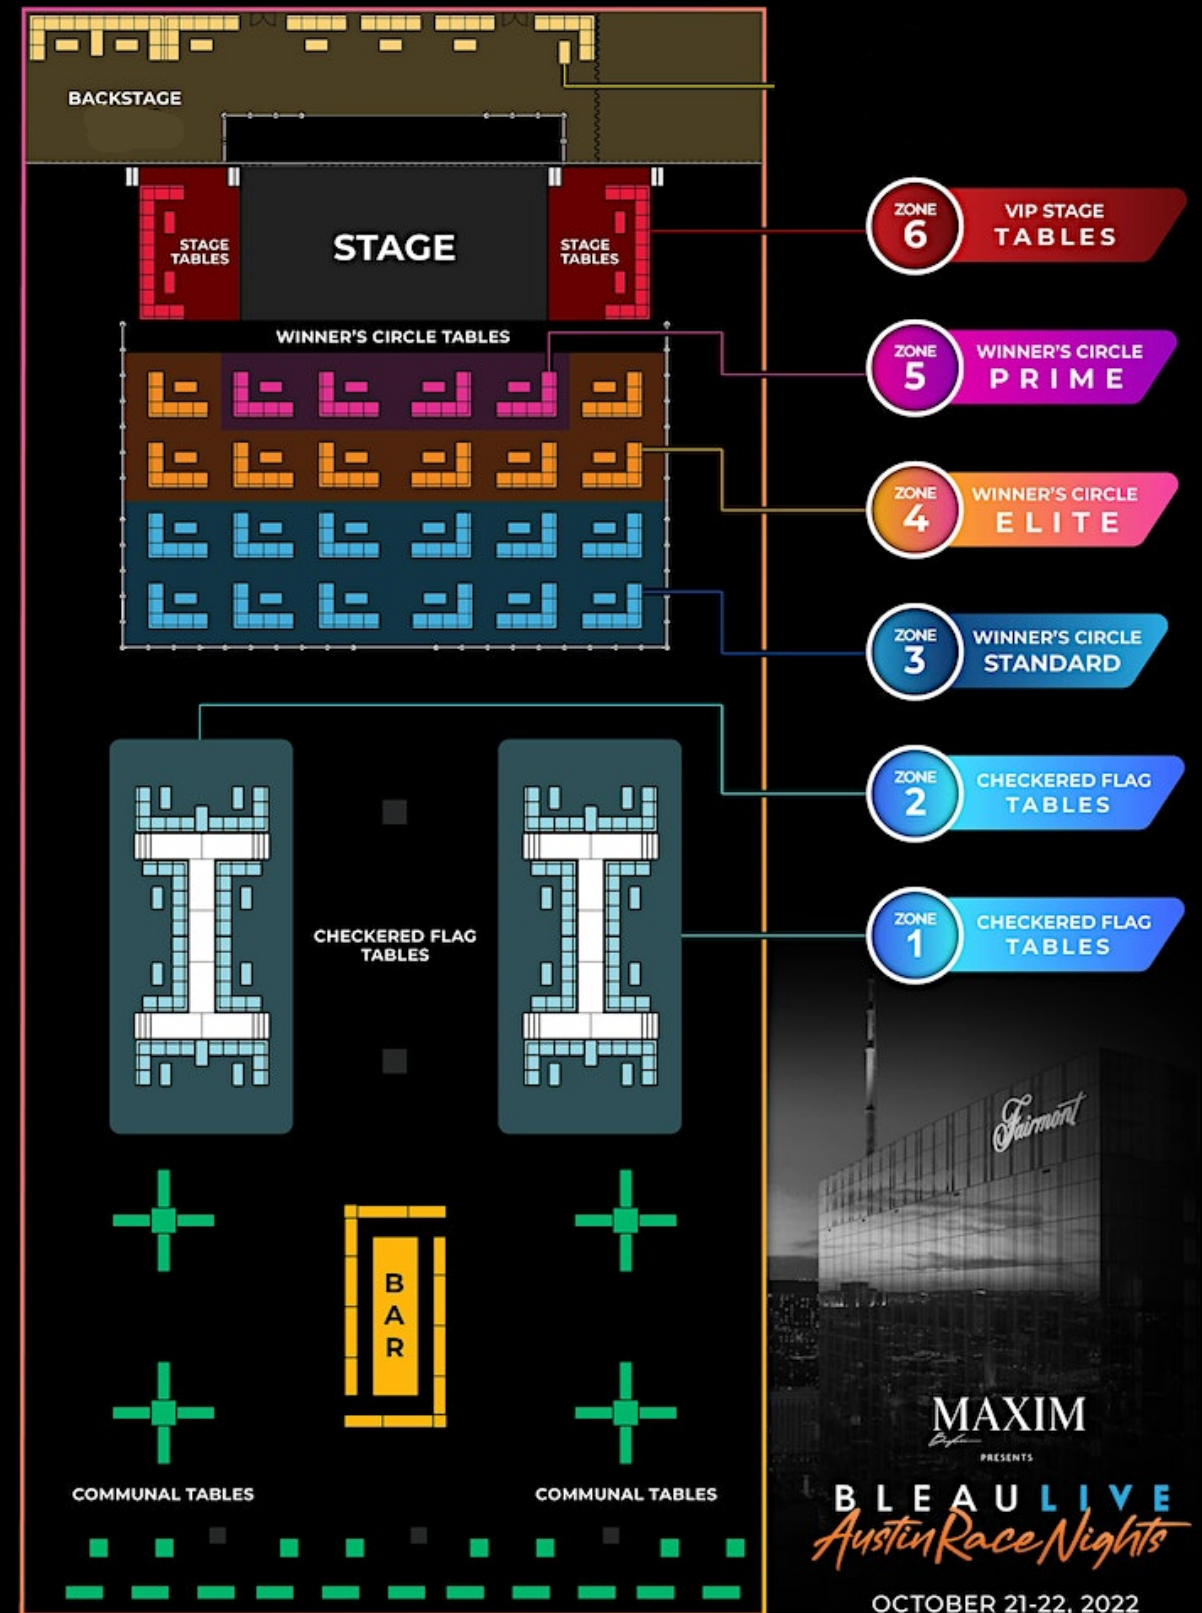 BACKSTAGE
STAGE
TABLES
STAGE
STAGE
TABLES
WINNER'S CIRCLE TABLES
ZONE
6
VIP STAGE
TABLES
ZONE
5
WINNER'S CIRCLE
PRIME
ZONE
4
WINNER'S CIRCLE
ELITE
ZONE
3
WINNER'S CIRCLE
STANDARD
ZONE
2
CHECKERED FLAG
TABLES
ZONE
1
CHECKERED FLAG
TABLES
CHECKERED FLAG
TABLES
BAR
COMMUNAL TABLES
COMMUNAL TABLES
Fairmont
MAXIM
PRESENTS
BLEAULIVE
Austin Race Nights
OCTOBER 21-22, 2022